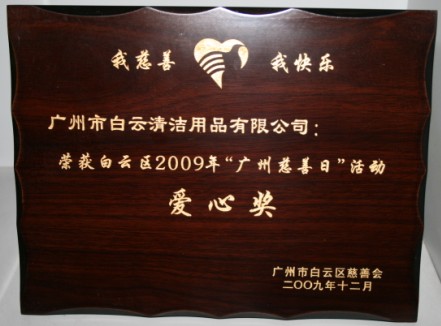 我慈善 我快乐
广州市白云清洁用品有限公司：
荣获白云区2009年“广州慈善日”活动
爱心奖
广州市白云区慈善会
二〇〇九年十二月